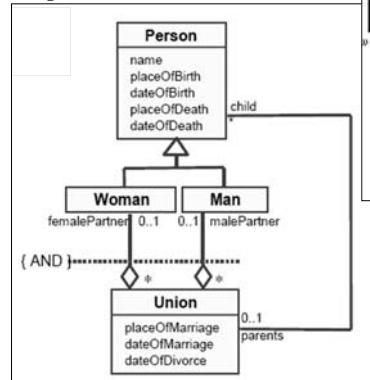 Person
name
placeOfBirth
dateOfBirth
placeOfDeath
dateOfDeath
child
*
Woman
Man
femalePartner 0..1 0..1 malePartner
{ AND }
* *
Union
placeOfMarriage
dateOfMarriage
dateOfDivorce
0..1
parents